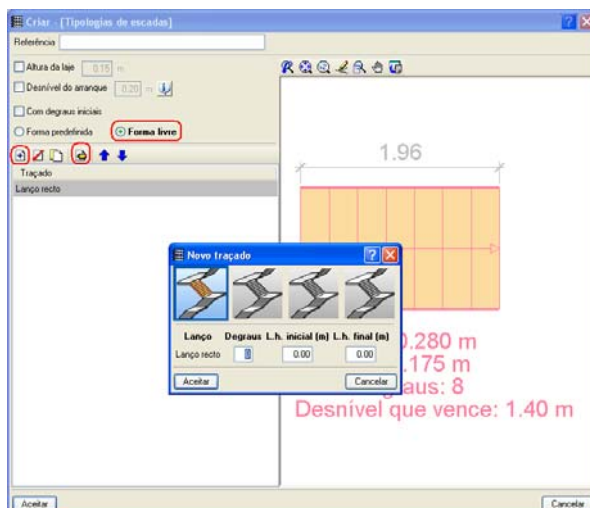 Criar - [Tipologias de escadas]
Referência
Altura da laje 0.15 m
Desnível do arranque 0.20 m
Com degraus iniciais
Forma predefinida Forma livre
Traçado
Lanço recto
1.96
Novo traçado
Lanço Degraus L.h. inicial (m) L.h. final (m)
Lanço recto 0.00 0.00
Aceitar Cancelar
0.280 m
.175 m
aus: 8
Desnível que vence: 1.40 m
Aceitar Cancelar